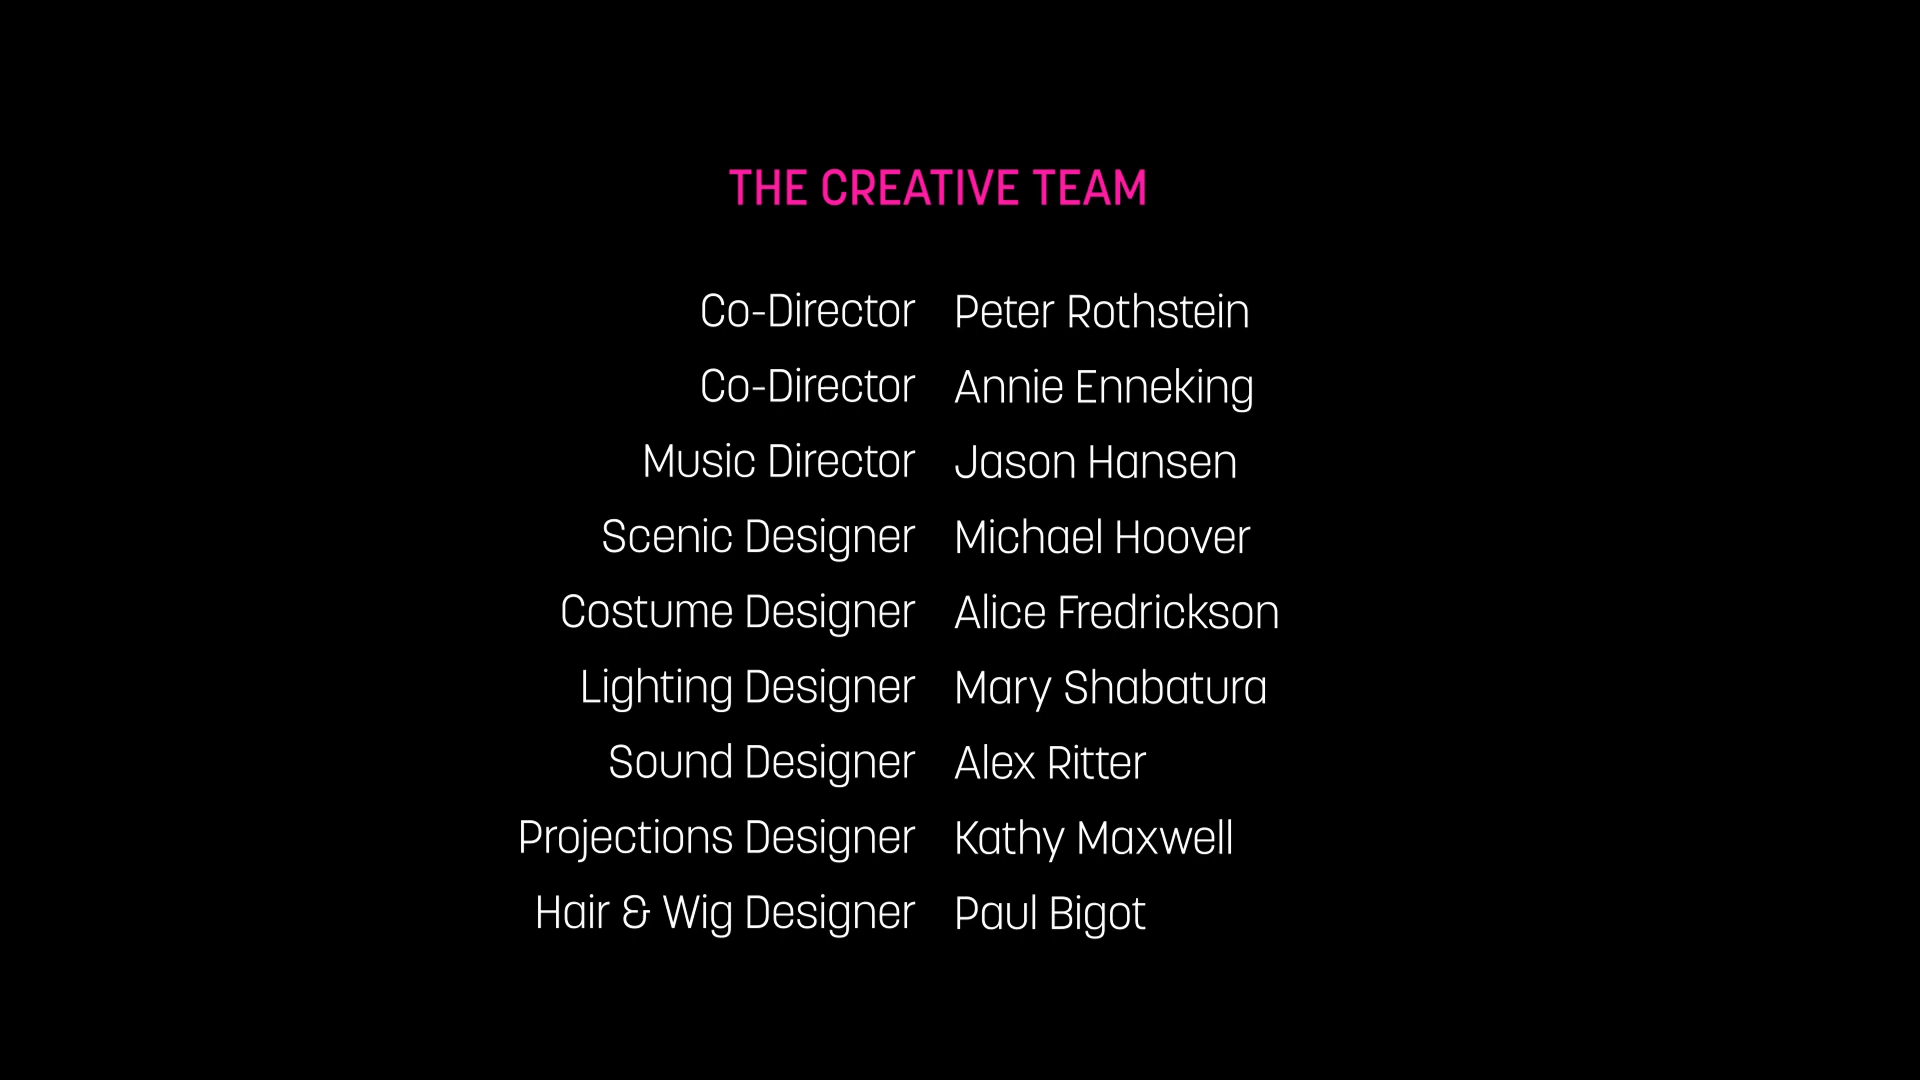 THE CREATIVE TEAM
Co-Director Peter Rothstein
Co-Director Annie Enneking
Music Director Jason Hansen
Scenic Designer Michael Hoover
Costume Designer Alice Fredrickson
Lighting Designer Mary Shabatura
Sound Designer Alex Ritter
Projections Designer Kathy Maxwell
Hair & Wig Designer Paul Bigot